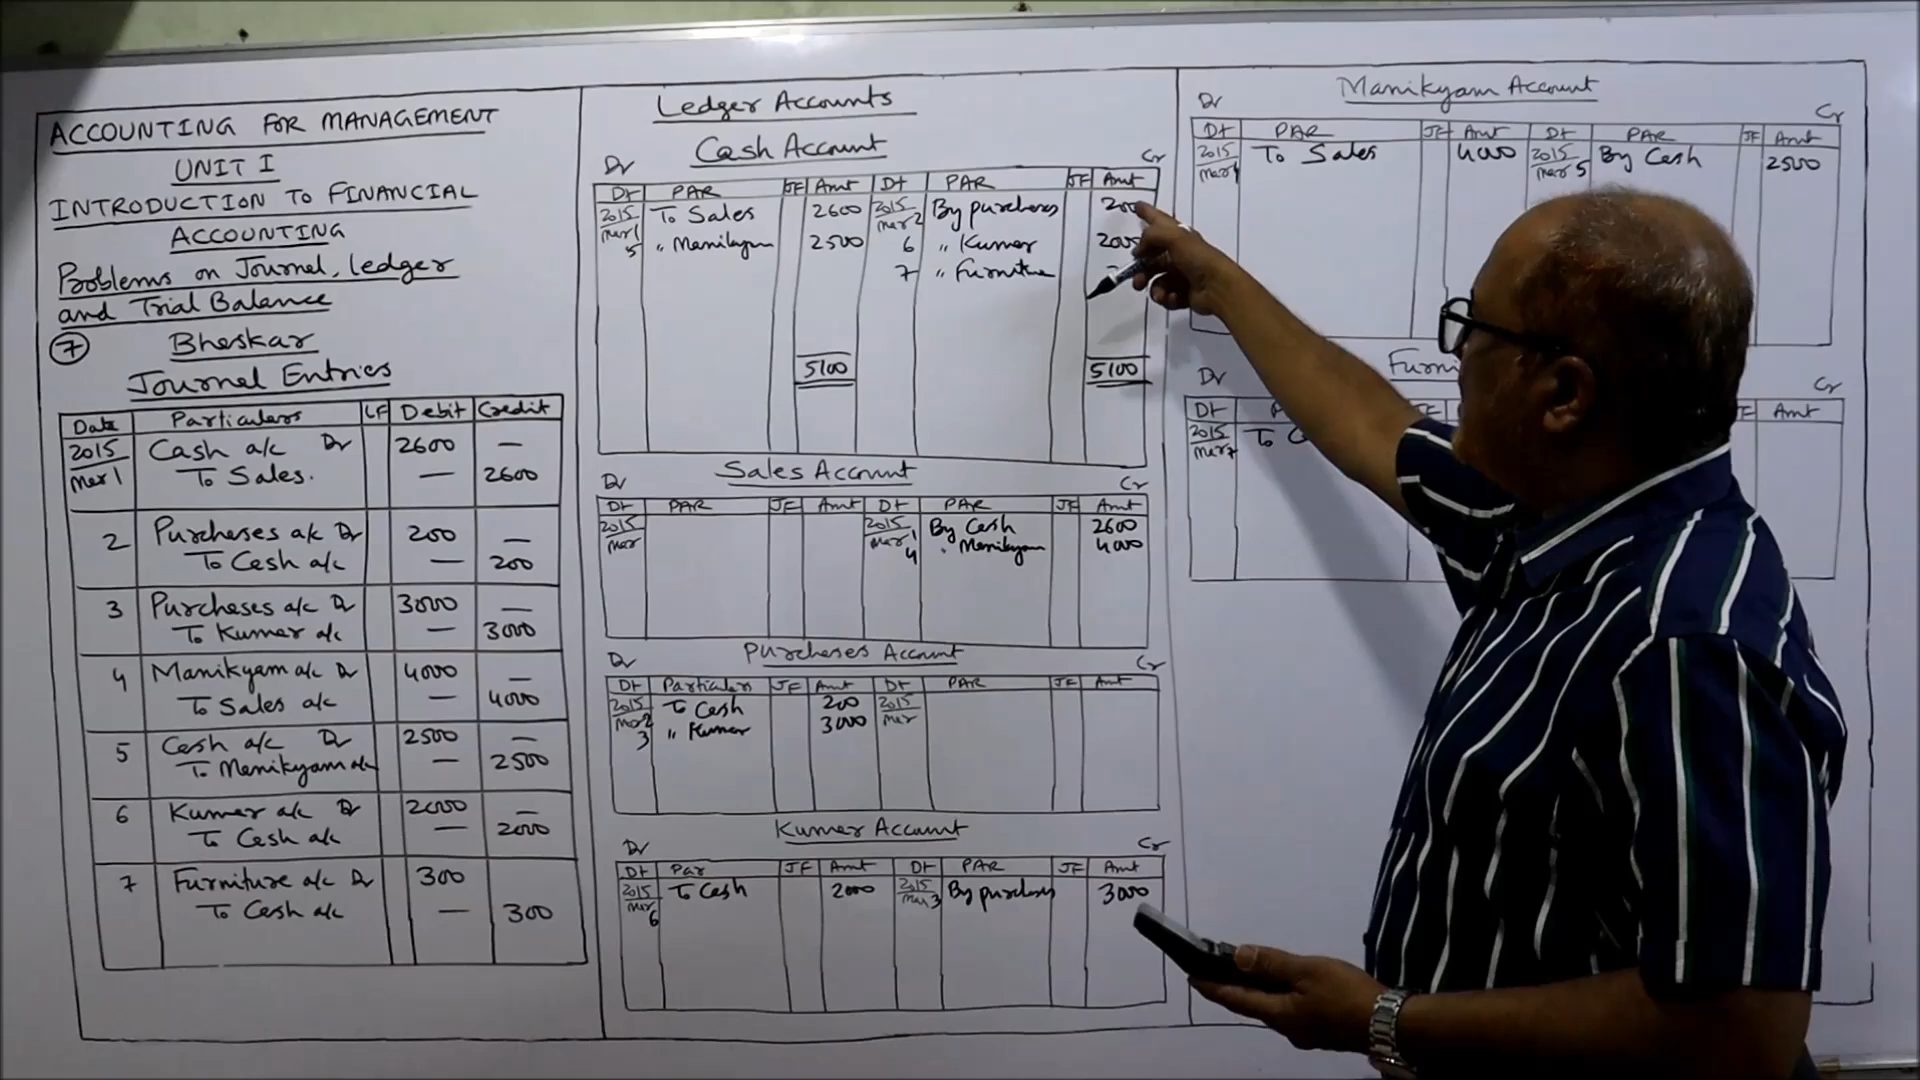 ACCOUNTING FOR MANAGEMENT
UNIT I
INTRODUCTION TO FINANCIAL
ACCOUNTING
Problems on Journal, ledger
and Trial Balance
7 Bhaskar
Journal Entries
Date Particulars LF Debit Credit
2015 Cash a/c Dr 2600 —
Mar 1 To Sales. — 2600
2 Purchases a/c Dr 200 —
To Cash a/c — 200
3 Purchases a/c Dr 3000 —
To Kumar a/c — 3000
4 Manikyam a/c Dr 4000 —
To Sales a/c — 4000
5 Cash a/c Dr 2500 —
To Manikyam a/c — 2500
6 Kumar a/c Dr 2000 —
To Cash a/c — 2000
7 Furniture a/c Dr 300
To Cash a/c — 300
Ledger Accounts
Cash Account
Dr Cr
Dt PAR JF Amt Dt PAR JF Amt
2015 To Sales 2600 2015 By purchases 200
Mar 1 Mar 2
5 " Manikyam 2500 6 " Kumar 2000
7 " Furniture
5100 5100
Sales Account
Dr Cr
Dt PAR JF Amt Dt PAR JF Amt
2015 2015 By Cash 2600
Mar Mar 1
4 " Manikyam 4000
Purchases Account
Dr Cr
Dt Particulars JF Amt Dt PAR JF Amt
2015 To Cash 200 2015
Mar 2 Mar
3 " Kumar 3000
Kumar Account
Dr Cr
Dt Par JF Amt Dt PAR JF Amt
2015 To Cash 2000 2015 By purchases 3000
Mar 6 Mar 3
Manikyam Account
Dr Cr
Dt PAR JF Amt Dt PAR JF Amt
2015 To Sales 4000 2015 By Cash 2500
Mar 4 Mar 5
Dr Cr
Dt Amt
2015 To
Mar 7